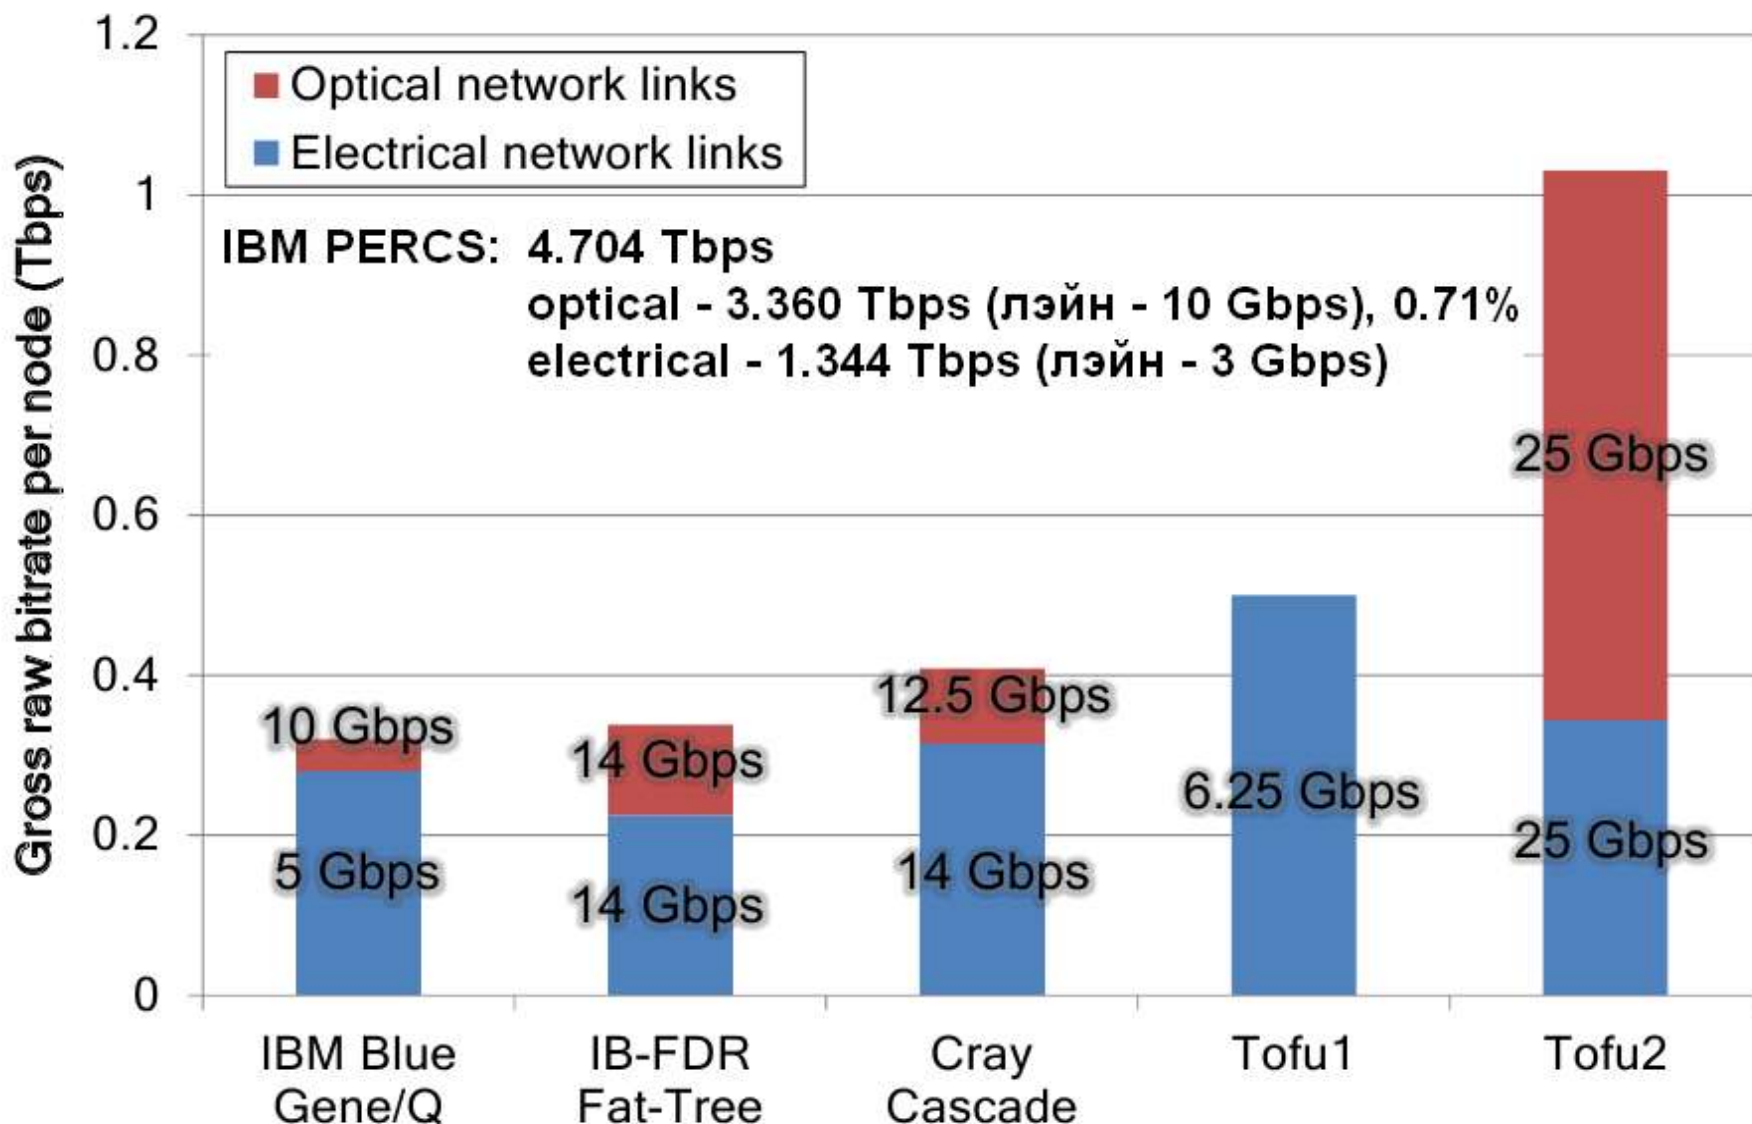 Gross raw bitrate per node (Tbps)
1.2
1
0.8
0.6
0.4
0.2
0
Optical network links
Electrical network links
IBM PERCS: 4.704 Tbps
optical - 3.360 Tbps (лэйн - 10 Gbps), 0.71%
electrical - 1.344 Tbps (лэйн - 3 Gbps)
10 Gbps
5 Gbps
14 Gbps
14 Gbps
12.5 Gbps
14 Gbps
6.25 Gbps
25 Gbps
25 Gbps
IBM Blue
Gene/Q
IB-FDR
Fat-Tree
Cray
Cascade
Tofu1
Tofu2